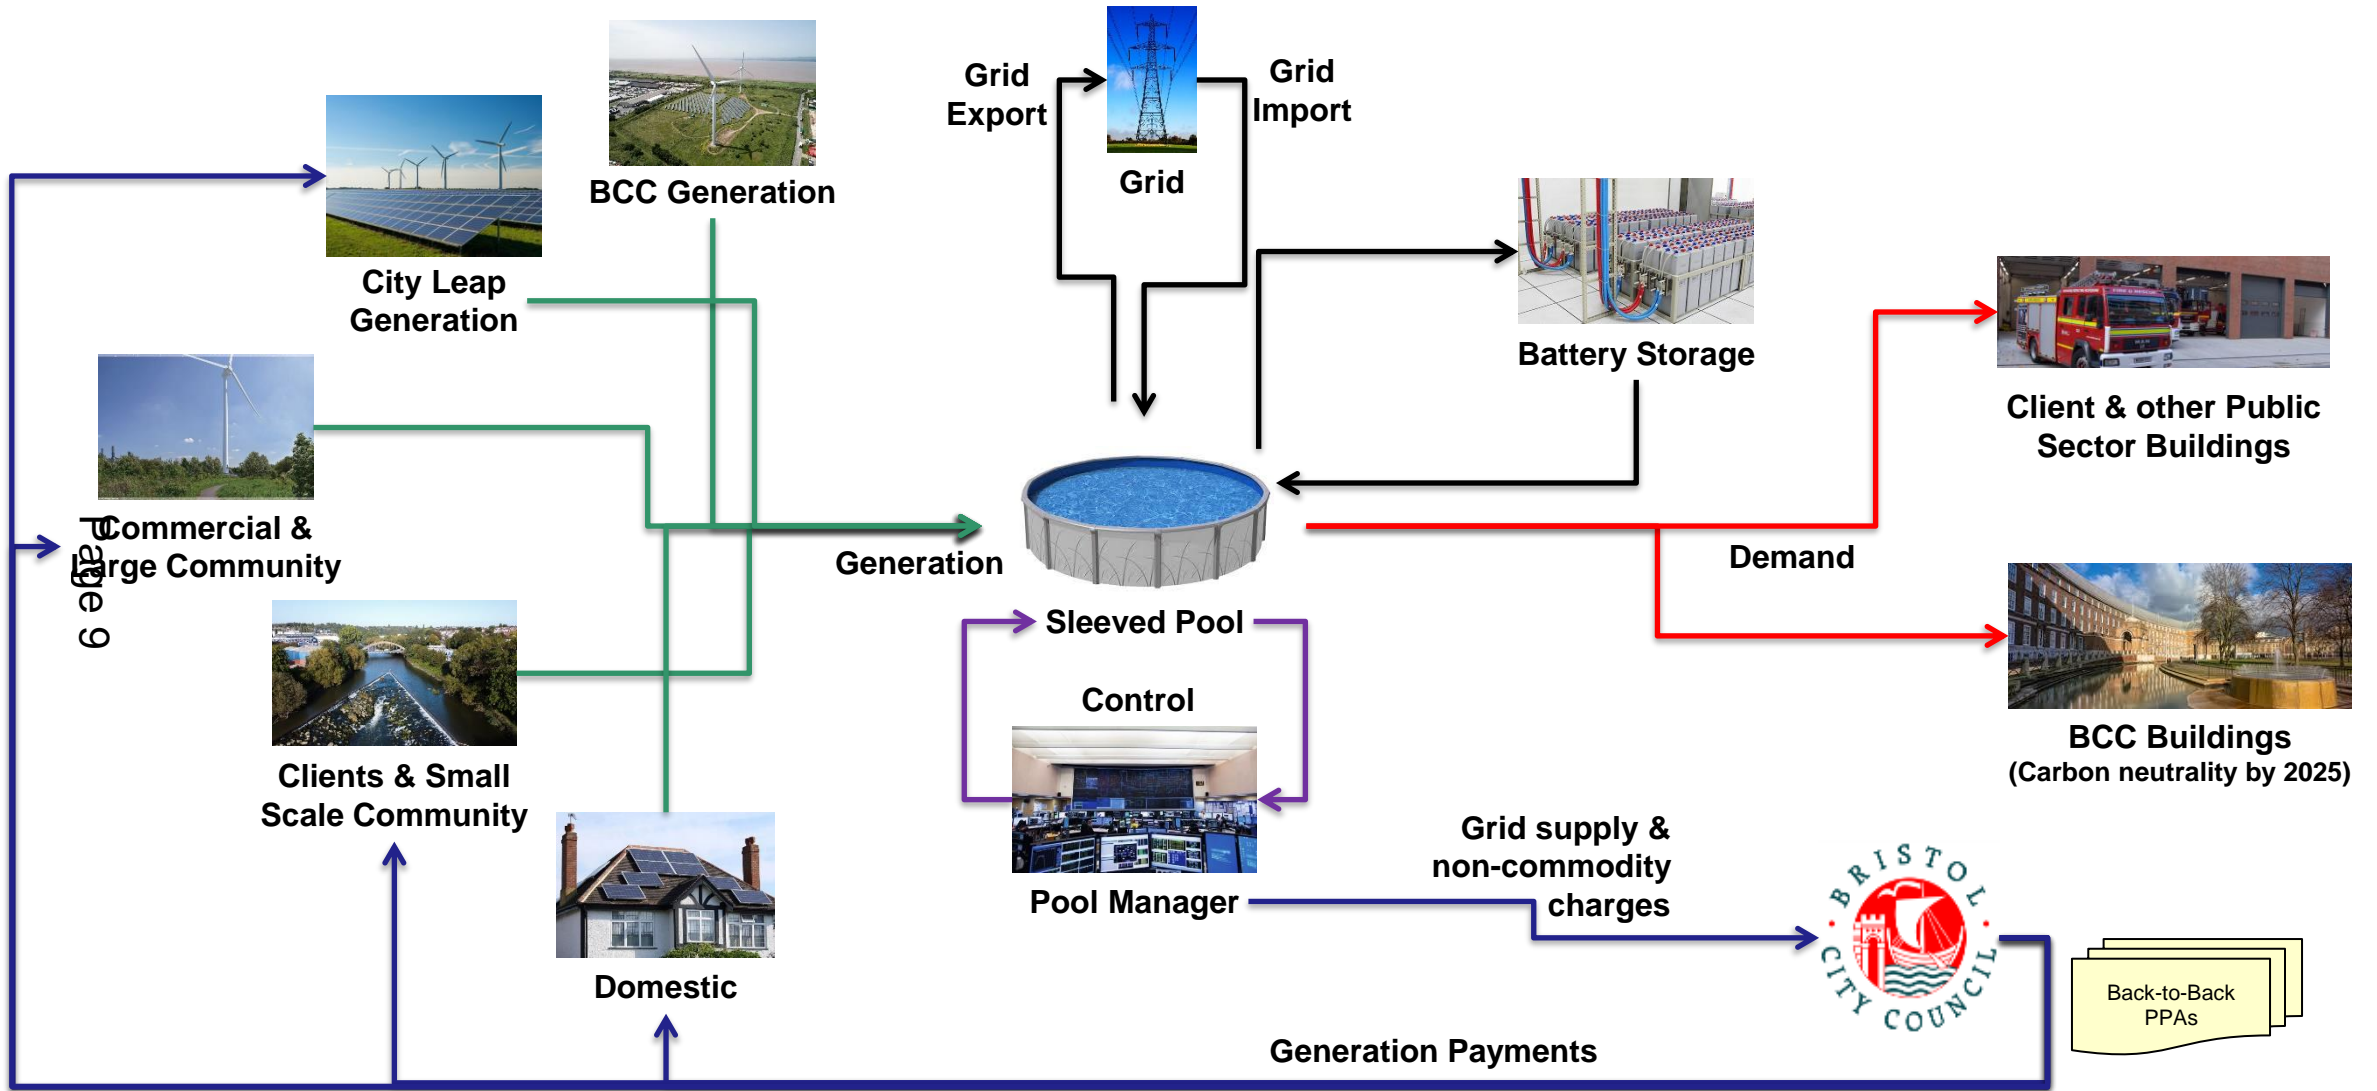 Grid
Export
Grid
Import
Grid
BCC Generation
City Leap
Generation
Battery Storage
Client & other Public
Sector Buildings
Commercial &
Large Community
Page 9
Generation
Demand
Sleeved Pool
Control
Clients & Small
Scale Community
BCC Buildings
(Carbon neutrality by 2025)
Pool Manager
Grid supply &
non-commodity
charges
Domestic
BRISTOL
CITY COUNCIL
Back-to-Back
PPAs
Generation Payments